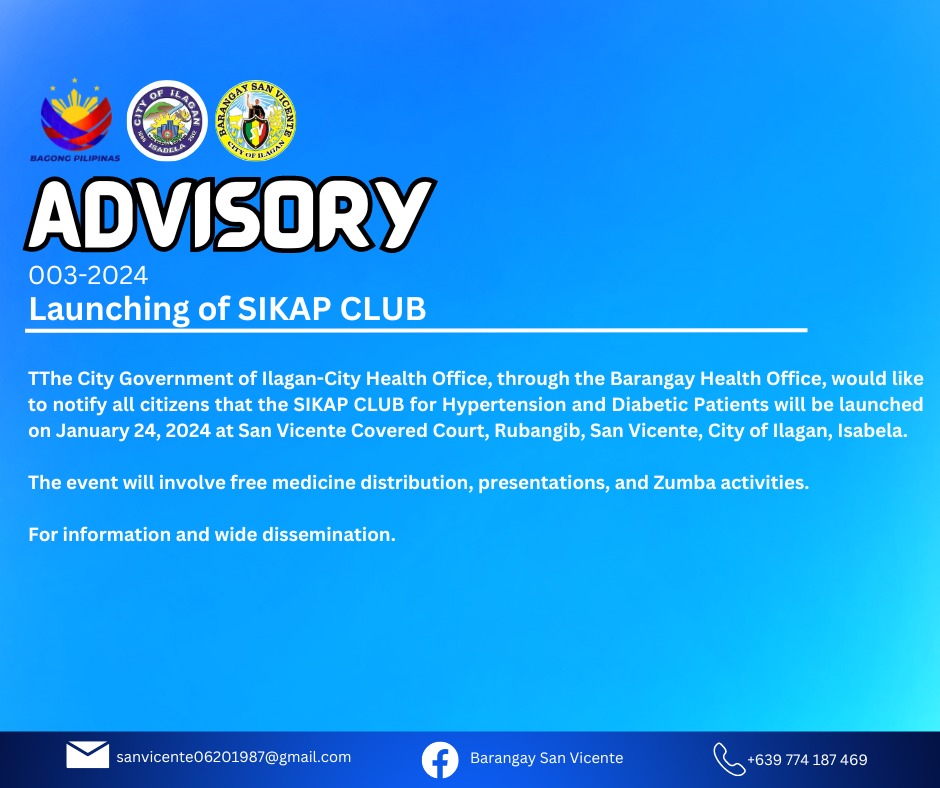 BAGONG PILIPINAS
CITY OF ILAGAN
ISABELA
BARANGAY SAN VICENTE
CITY OF ILAGAN
ADVISORY
003-2024
Launching of SIKAP CLUB
TThe City Government of Ilagan-City Health Office, through the Barangay Health Office, would like
to notify all citizens that the SIKAP CLUB for Hypertension and Diabetic Patients will be launched
on January 24, 2024 at San Vicente Covered Court, Rubangib, San Vicente, City of Ilagan, Isabela.
The event will involve free medicine distribution, presentations, and Zumba activities.
For information and wide dissemination.
sanvicente06201987@gmail.com
Barangay San Vicente
+639 774 187 469